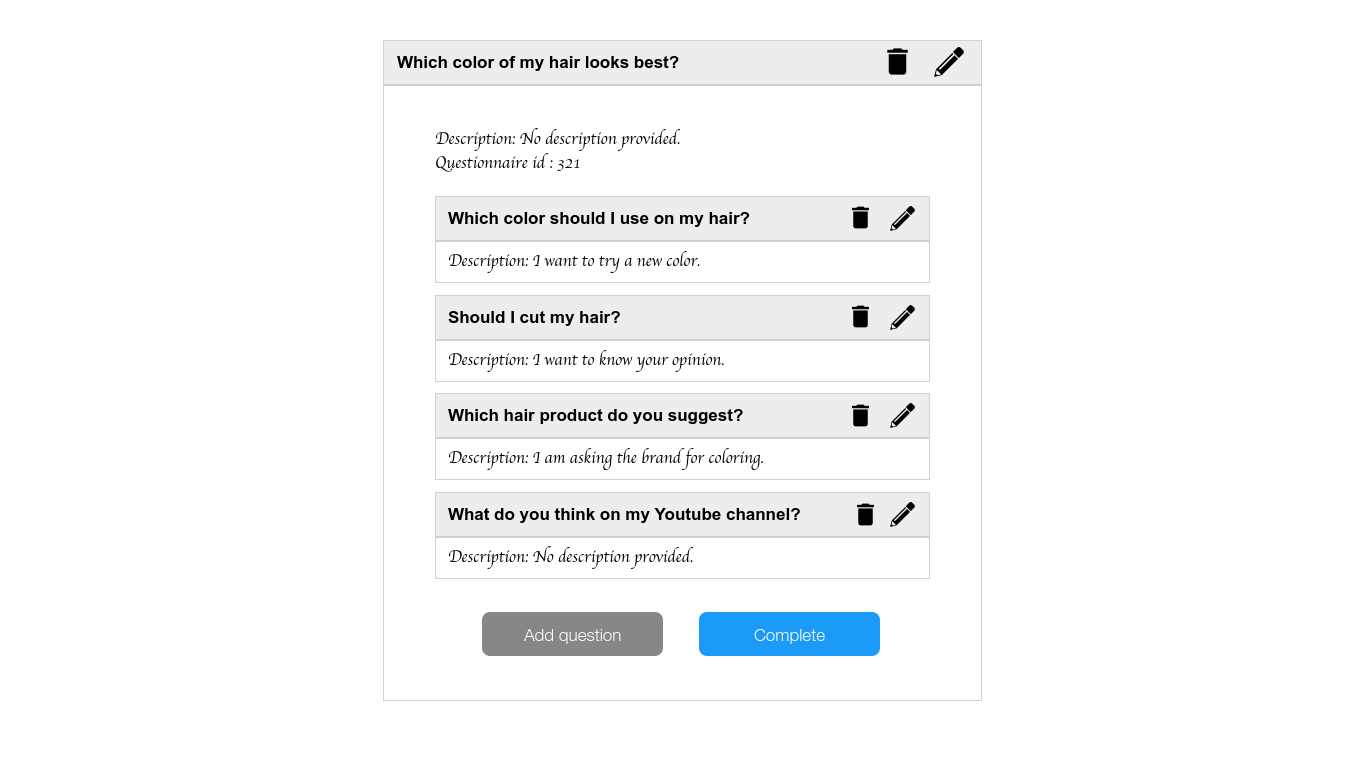 Which color of my hair looks best?
Description: No description provided.
Questionnaire id : 321
Which color should I use on my hair?
Description: I want to try a new color.
Should I cut my hair?
Description: I want to know your opinion.
Which hair product do you suggest?
Description: I am asking the brand for coloring.
What do you think on my Youtube channel?
Description: No description provided.
Add question
Complete